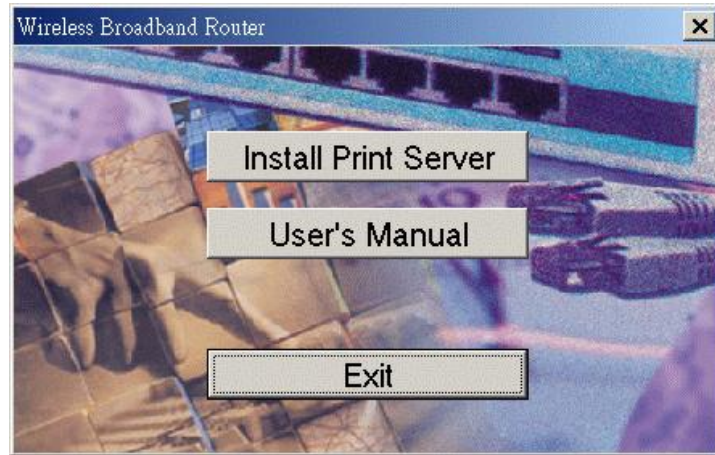 Wireless Broadband Router
Install Print Server
User's Manual
Exit